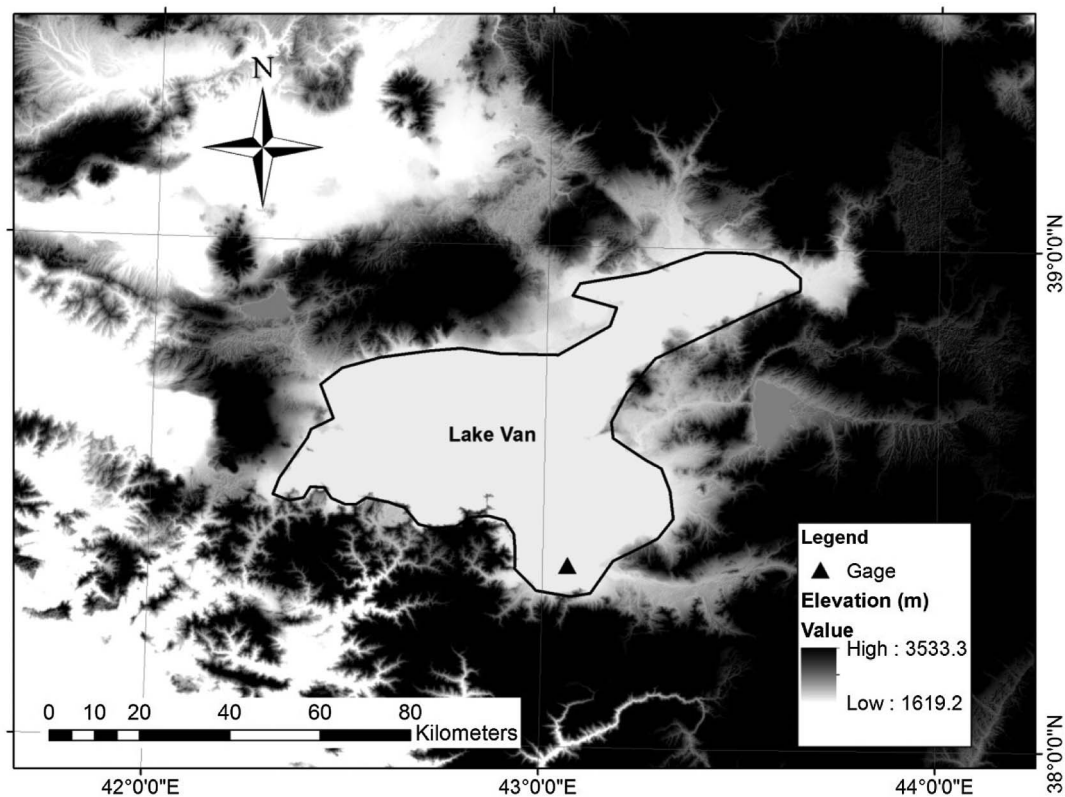 N
39°0'0"N
Lake Van
Legend
Gage
Elevation (m)
Value
High : 3533.3
Low : 1619.2
0 10 20 40 60 80
Kilometers
38°0'0"N
42°0'0"E 43°0'0"E 44°0'0"E